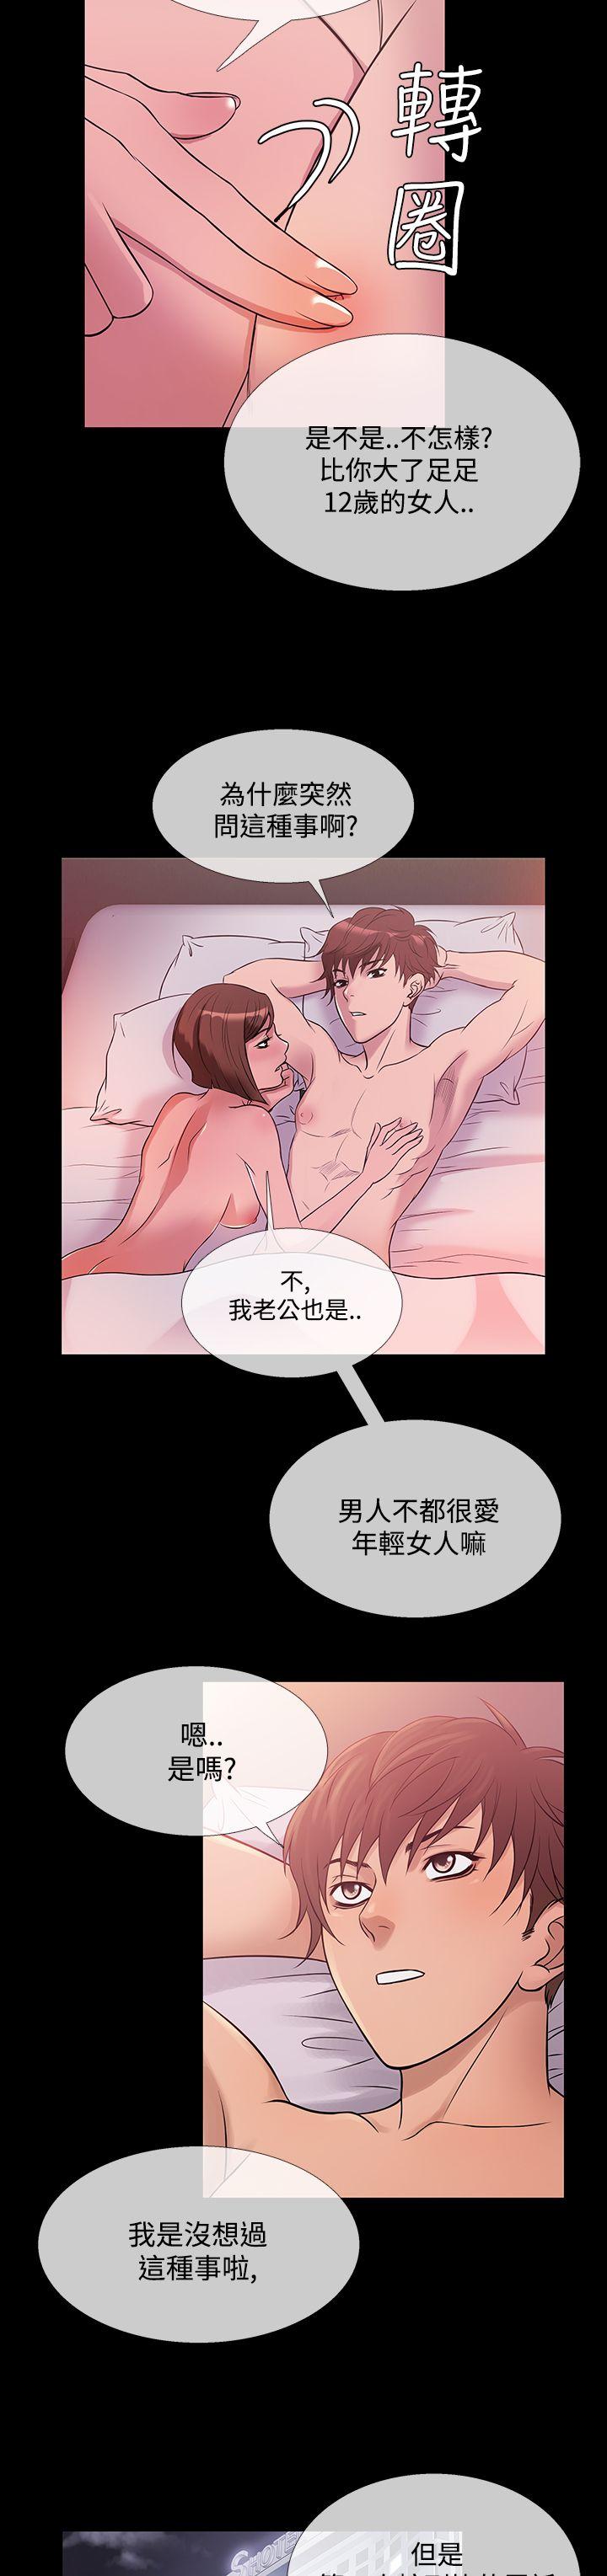 轉
圈
是不是..不怎樣?
比你大了足足
12歲的女人..
為什麼突然
問這種事啊?
不,
我老公也是..
男人不都很愛
年輕女人嘛
嗯..
是嗎?
我是沒想過
這種事啦,
但是